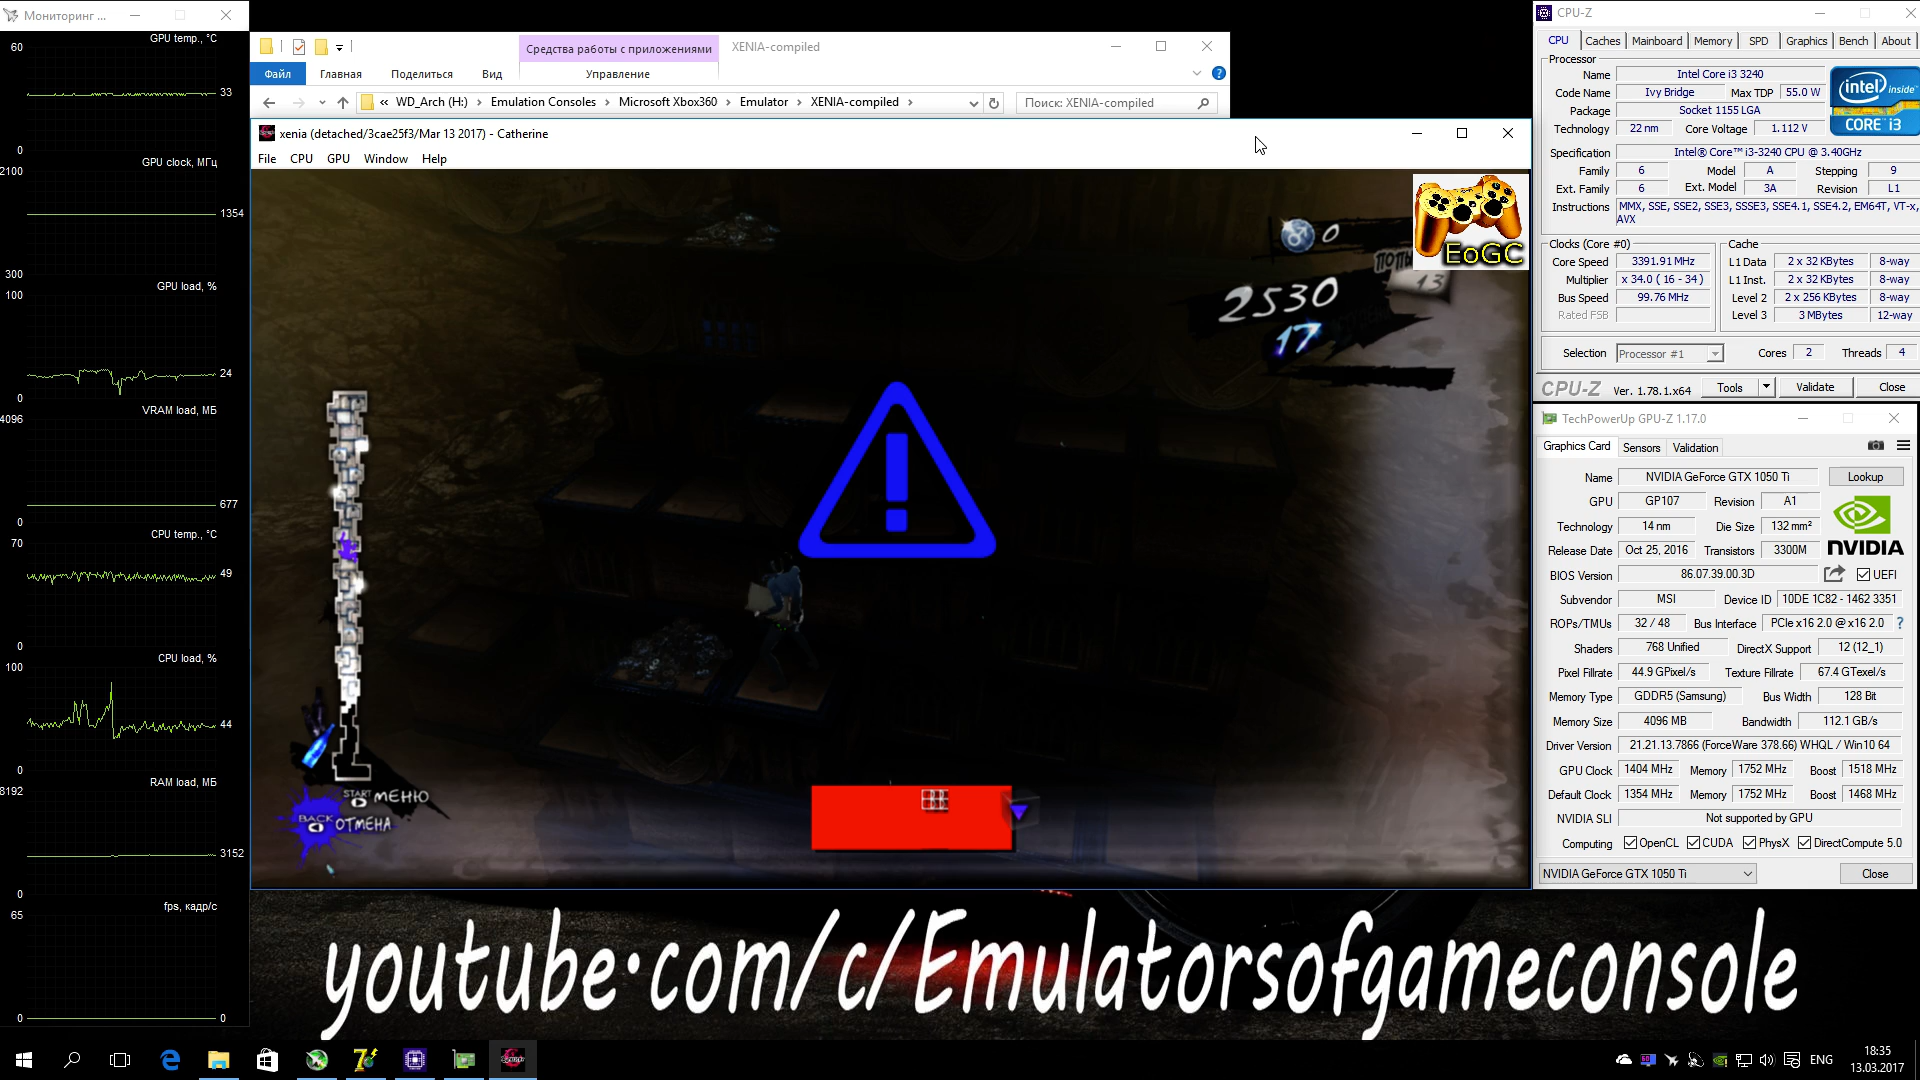 Мониторинг ...
GPU temp., °C
60
33
0
GPU clock, МГц
2100
1354
300
GPU load, %
100
24
0
VRAM load, МБ
4096
677
0
CPU temp., °C
70
49
0
CPU load, %
100
44
0
RAM load, МБ
8192
3152
0
fps, кадр/с
65
0
0
Средства работы с приложениями
XENIA-compiled
Файл
Главная
Поделиться
Вид
Управление
« WD_Arch (H:) > Emulation Consoles > Microsoft Xbox360 > Emulator > XENIA-compiled >
Поиск: XENIA-compiled
xenia (detached/3cae25f3/Mar 13 2017) - Catherine
File CPU GPU Window Help
EoGC
0
13
2530
17
START МЕНЮ
BACK ОТМЕНА
youtube.com/c/Emulatorsofgameconsole
CPU-Z
CPU Caches Mainboard Memory SPD Graphics Bench About
Processor
Name Intel Core i3 3240
Code Name Ivy Bridge Max TDP 55.0 W
Package Socket 1155 LGA
Technology 22 nm Core Voltage 1.112 V
intel inside™
CORE i3
Specification Intel® Core™ i3-3240 CPU @ 3.40GHz
Family 6 Model A Stepping 9
Ext. Family 6 Ext. Model 3A Revision L1
Instructions MMX, SSE, SSE2, SSE3, SSSE3, SSE4.1, SSE4.2, EM64T, VT-x,
AVX
Clocks (Core #0)
Core Speed 3391.91 MHz
Multiplier x 34.0 ( 16 - 34 )
Bus Speed 99.76 MHz
Rated FSB
Cache
L1 Data 2 x 32 KBytes 8-way
L1 Inst. 2 x 32 KBytes 8-way
Level 2 2 x 256 KBytes 8-way
Level 3 3 MBytes 12-way
Selection Processor #1 Cores 2 Threads 4
CPU-Z Ver. 1.78.1.x64 Tools Validate Close
TechPowerUp GPU-Z 1.17.0
Graphics Card Sensors Validation
Name NVIDIA GeForce GTX 1050 Ti Lookup
GPU GP107 Revision A1
Technology 14 nm Die Size 132 mm²
Release Date Oct 25, 2016 Transistors 3300M
NVIDIA
BIOS Version 86.07.39.00.3D UEFI
Subvendor MSI Device ID 10DE 1C82 - 1462 3351
ROPs/TMUs 32 / 48 Bus Interface PCIe x16 2.0 @ x16 2.0 ?
Shaders 768 Unified DirectX Support 12 (12_1)
Pixel Fillrate 44.9 GPixel/s Texture Fillrate 67.4 GTexel/s
Memory Type GDDR5 (Samsung) Bus Width 128 Bit
Memory Size 4096 MB Bandwidth 112.1 GB/s
Driver Version 21.21.13.7866 (ForceWare 378.66) WHQL / Win10 64
GPU Clock 1404 MHz Memory 1752 MHz Boost 1518 MHz
Default Clock 1354 MHz Memory 1752 MHz Boost 1468 MHz
NVIDIA SLI Not supported by GPU
Computing OpenCL CUDA PhysX DirectCompute 5.0
NVIDIA GeForce GTX 1050 Ti Close
ENG
18:35
13.03.2017